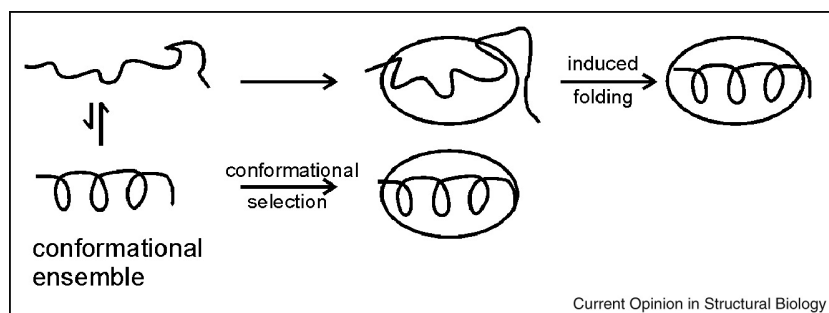 induced
folding
conformational
selection
conformational
ensemble
Current Opinion in Structural Biology